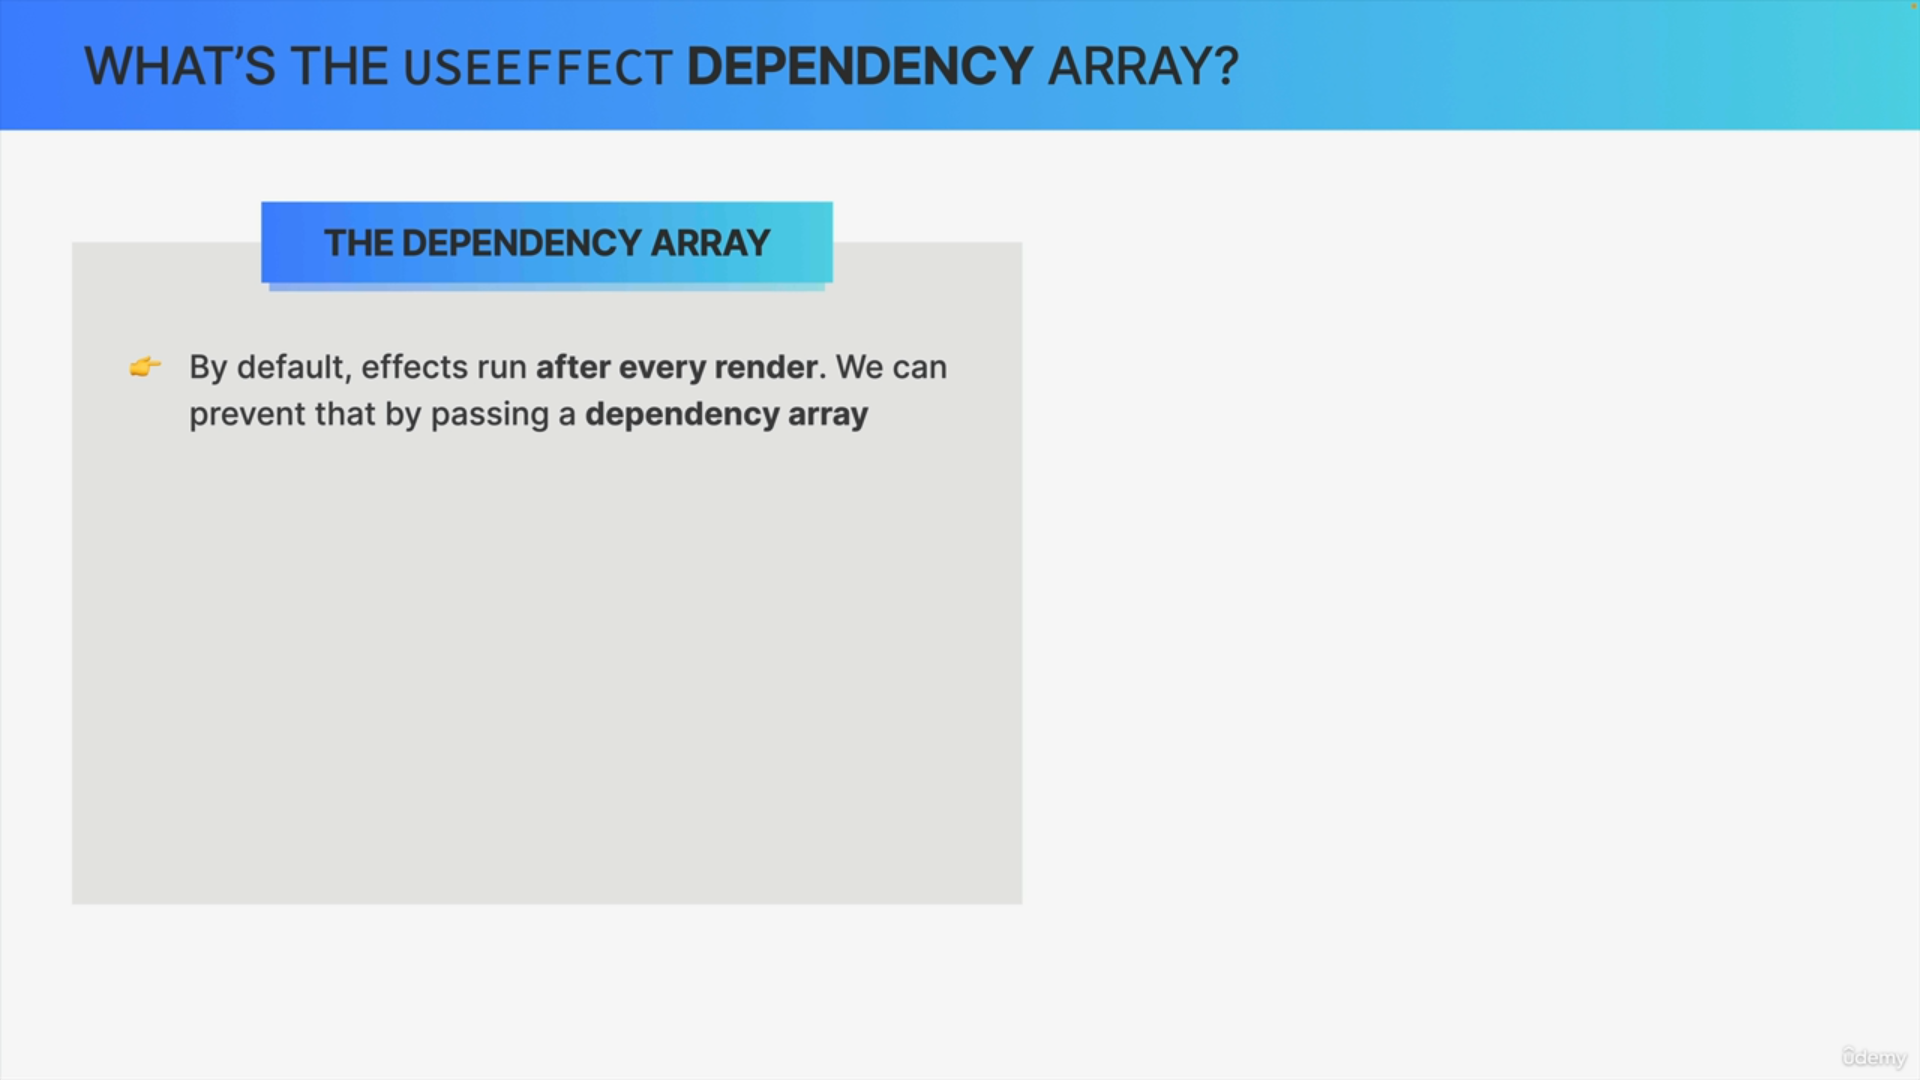 WHAT’S THE USEEFFECT DEPENDENCY ARRAY?
THE DEPENDENCY ARRAY
👉 By default, effects run after every render. We can
prevent that by passing a dependency array
ûdemy